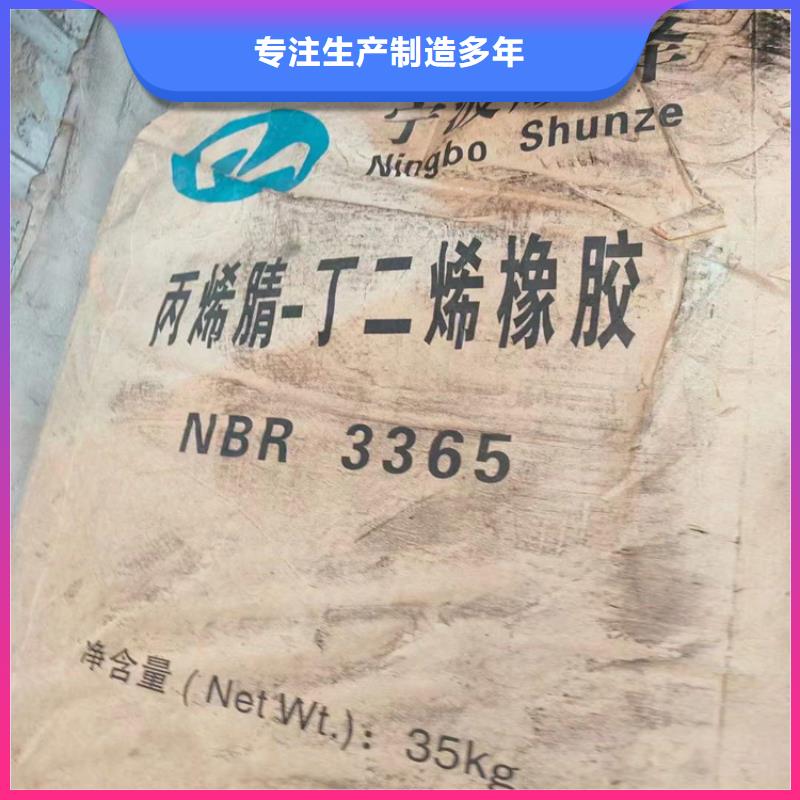 专注生产制造多年
Ningbo Shunze
丙烯腈-丁二烯橡胶
NBR 3365
净含量 (Net Wt.): 35kg